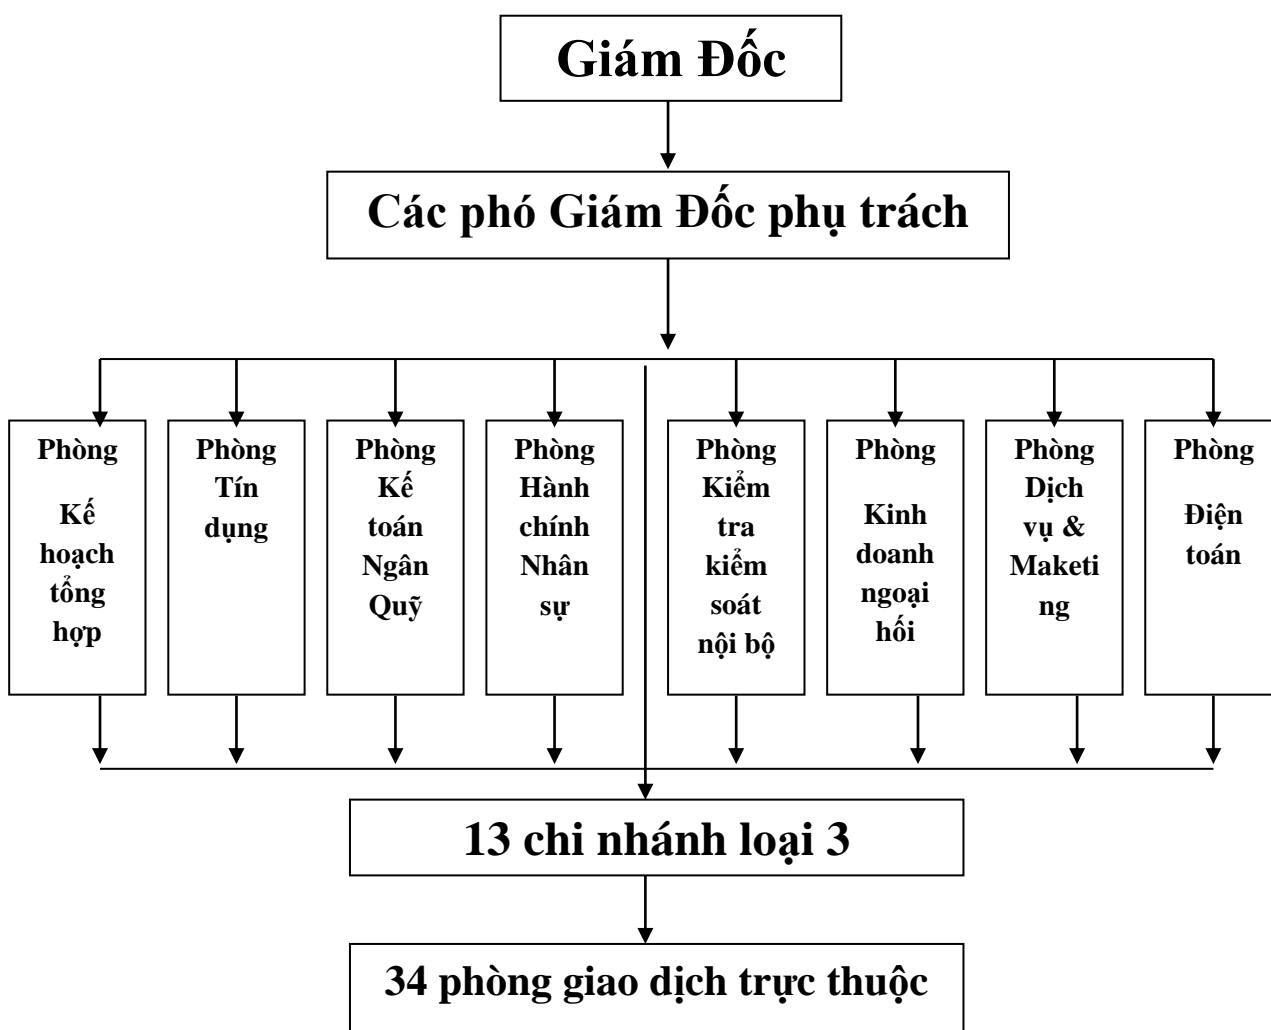 Giám Đốc
Các phó Giám Đốc phụ trách
Phòng
Kế
hoạch
tổng
hợp
Phòng
Tín
dụng
Phòng
Kế
toán
Ngân
Quỹ
Phòng
Hành
chính
Nhân
sự
Phòng
Kiểm
tra
kiểm
soát
nội bộ
Phòng
Kinh
doanh
ngoại
hối
Phòng
Dịch
vụ &
Maketi
ng
Phòng
Điện
toán
13 chi nhánh loại 3
34 phòng giao dịch trực thuộc